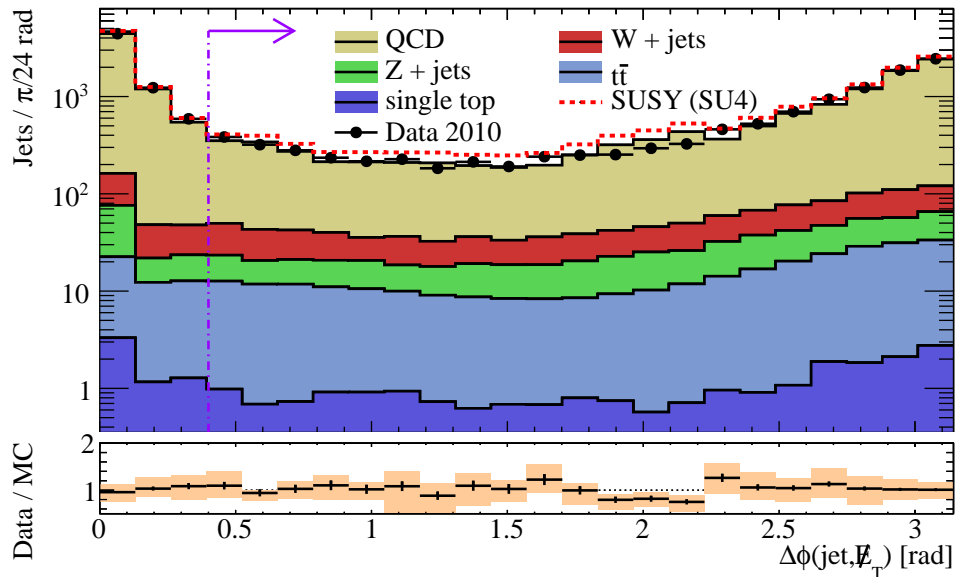 Jets / π/24 rad
10³
10²
10
1
QCD
W + jets
Z + jets
tt̄
single top
SUSY (SU4)
Data 2010
Data / MC
2
1
0 0.5 1 1.5 2 2.5 3
Δϕ(jet,E̸_T) [rad]